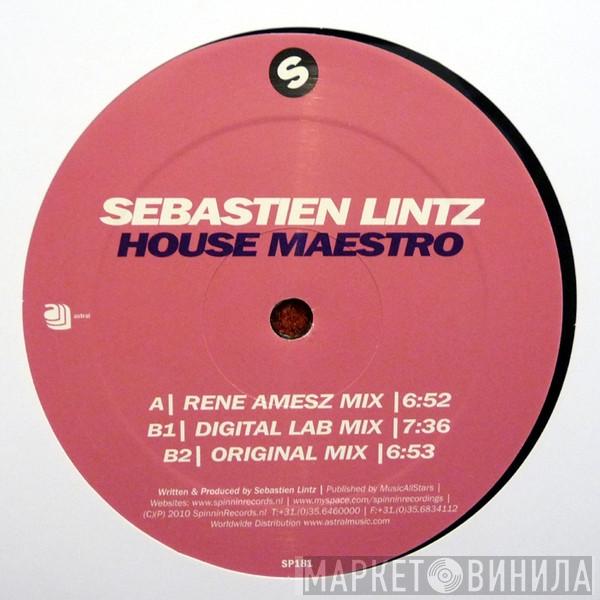 S
SEBASTIEN LINTZ
HOUSE MAESTRO
astral
A| RENE AMESZ MIX |6:52
B1| DIGITAL LAB MIX |7:36
B2| ORIGINAL MIX |6:53
Written & Produced by Sebastien Lintz | Published by MusicAllStars |
Websites: www.spinninrecords.nl | www.myspace.com/spinninrecordings |
(C)(P) 2010 SpinninRecords.nl T:+31.(0)35.6460000 | F:+31.(0)35.6834112
Worldwide Distribution www.astralmusic.com
SP181
МАРКЕТ ВИНИЛА